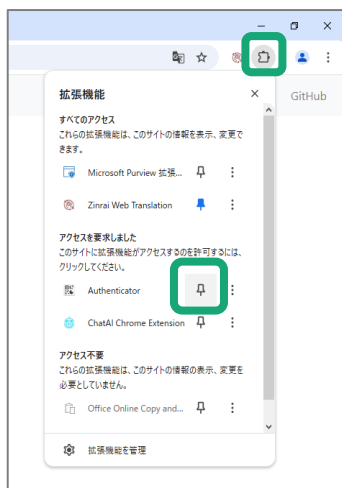 GitHub
拡張機能
すべてのアクセス
これらの拡張機能は、このサイトの情報を表示、変更で
きます。
Microsoft Purview 拡張...
Zinrai Web Translation
アクセスを要求しました
このサイトに拡張機能がアクセスするのを許可するには、
クリックしてください。
Authenticator
ChatAI Chrome Extension
アクセス不要
これらの拡張機能は、このサイトの情報の表示、変更を
必要としていません。
Office Online Copy and...
拡張機能を管理